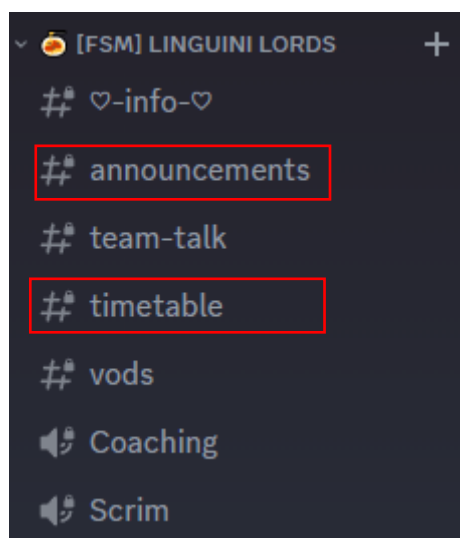 [FSM] LINGUINI LORDS
♡-info-♡
announcements
team-talk
timetable
vods
Coaching
Scrim